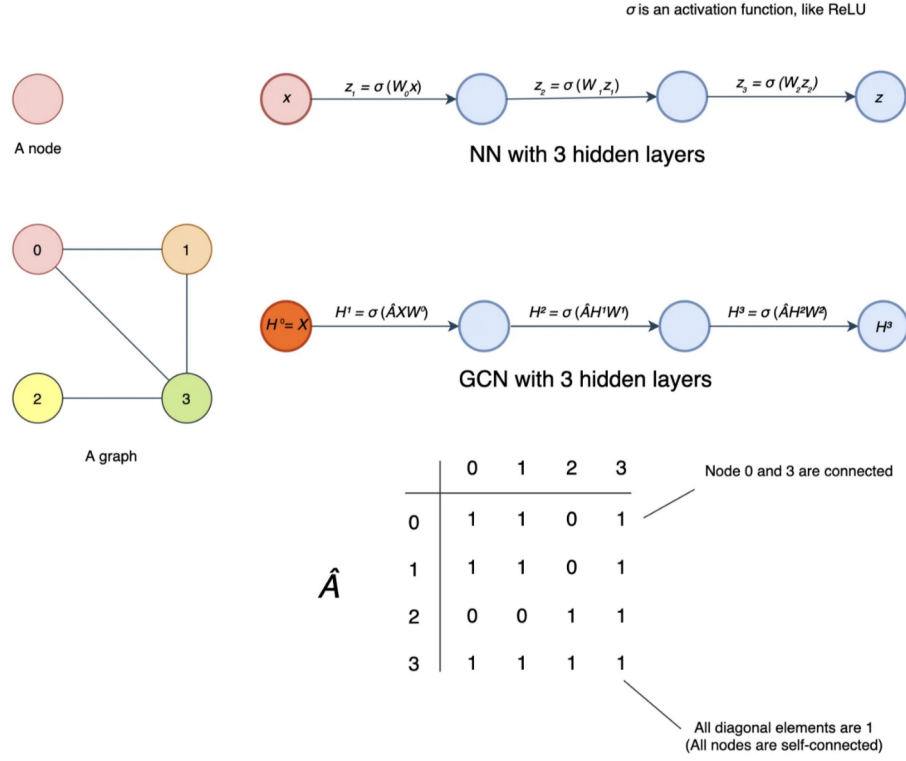 σ is an activation function, like ReLU
x
z₁ = σ (W₀x)
z₂ = σ (W₁z₁)
z₃ = σ (W₂z₂)
z
A node
NN with 3 hidden layers
0
1
2
3
A graph
H⁰= X
H¹ = σ (ÂXW⁰)
H² = σ (ÂH¹W¹)
H³ = σ (ÂH²W²)
H³
GCN with 3 hidden layers
0 1 2 3
Node 0 and 3 are connected
0 1 1 0 1
1 1 1 0 1
Â
2 0 0 1 1
3 1 1 1 1
All diagonal elements are 1
(All nodes are self-connected)